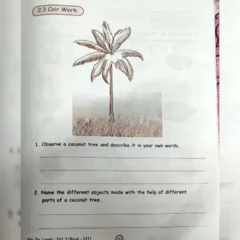 2.3 Coir Work
1. Observe a coconut tree and describe it in your own words.
2. Name the different objects made with the help of different
parts of a coconut tree.